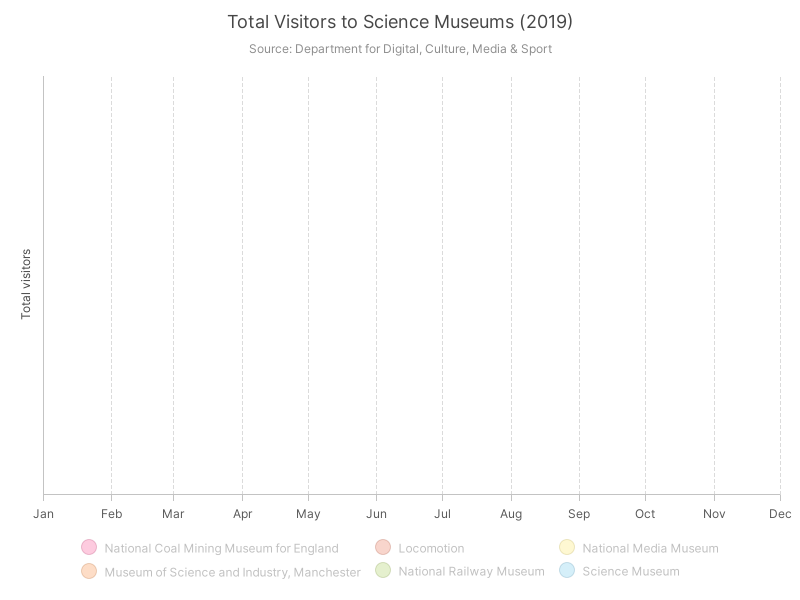 Total Visitors to Science Museums (2019)
Source: Department for Digital, Culture, Media & Sport
Total visitors
Jan Feb Mar Apr May Jun Jul Aug Sep Oct Nov Dec
National Coal Mining Museum for England Locomotion National Media Museum
Museum of Science and Industry, Manchester National Railway Museum Science Museum